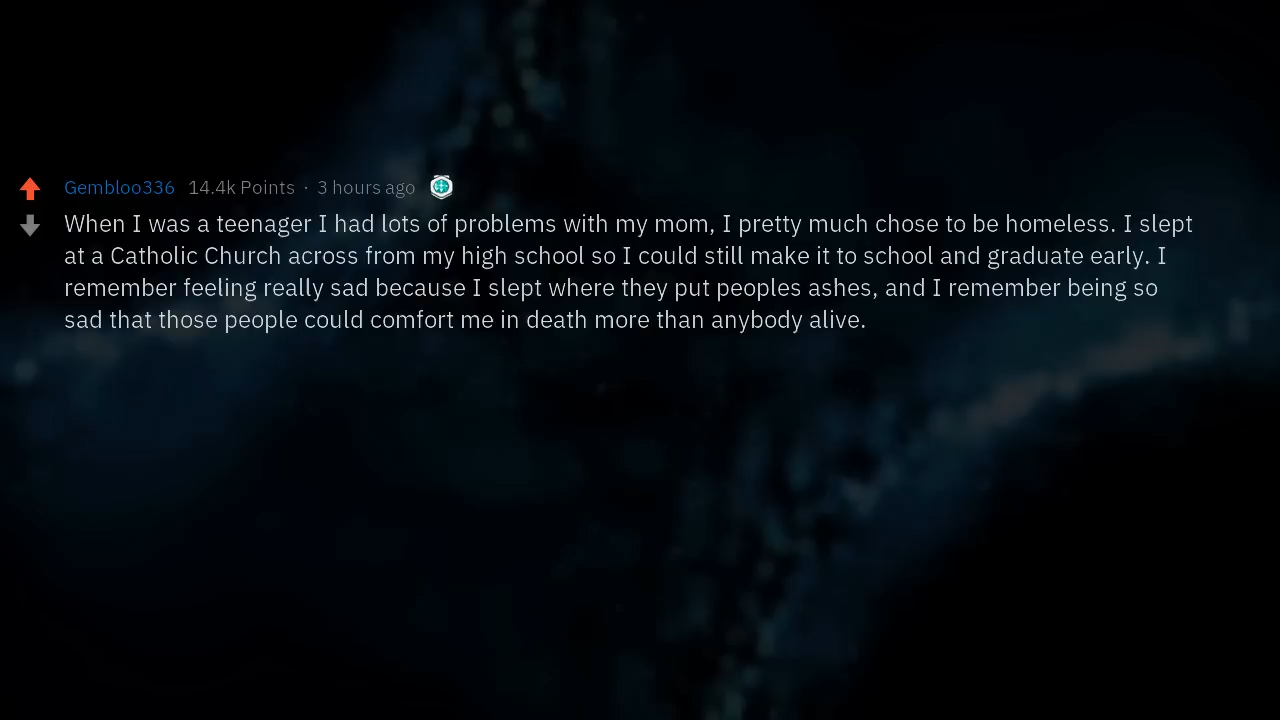 Gembloo336 14.4k Points · 3 hours ago
When I was a teenager I had lots of problems with my mom, I pretty much chose to be homeless. I slept
at a Catholic Church across from my high school so I could still make it to school and graduate early. I
remember feeling really sad because I slept where they put peoples ashes, and I remember being so
sad that those people could comfort me in death more than anybody alive.